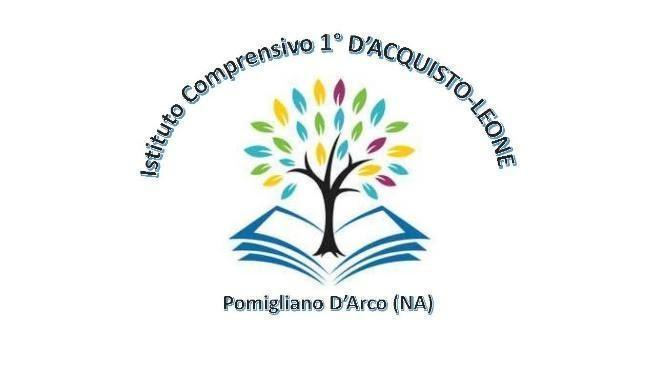 Istituto Comprensivo 1° D'ACQUISTO-LEONE
Pomigliano D'Arco (NA)